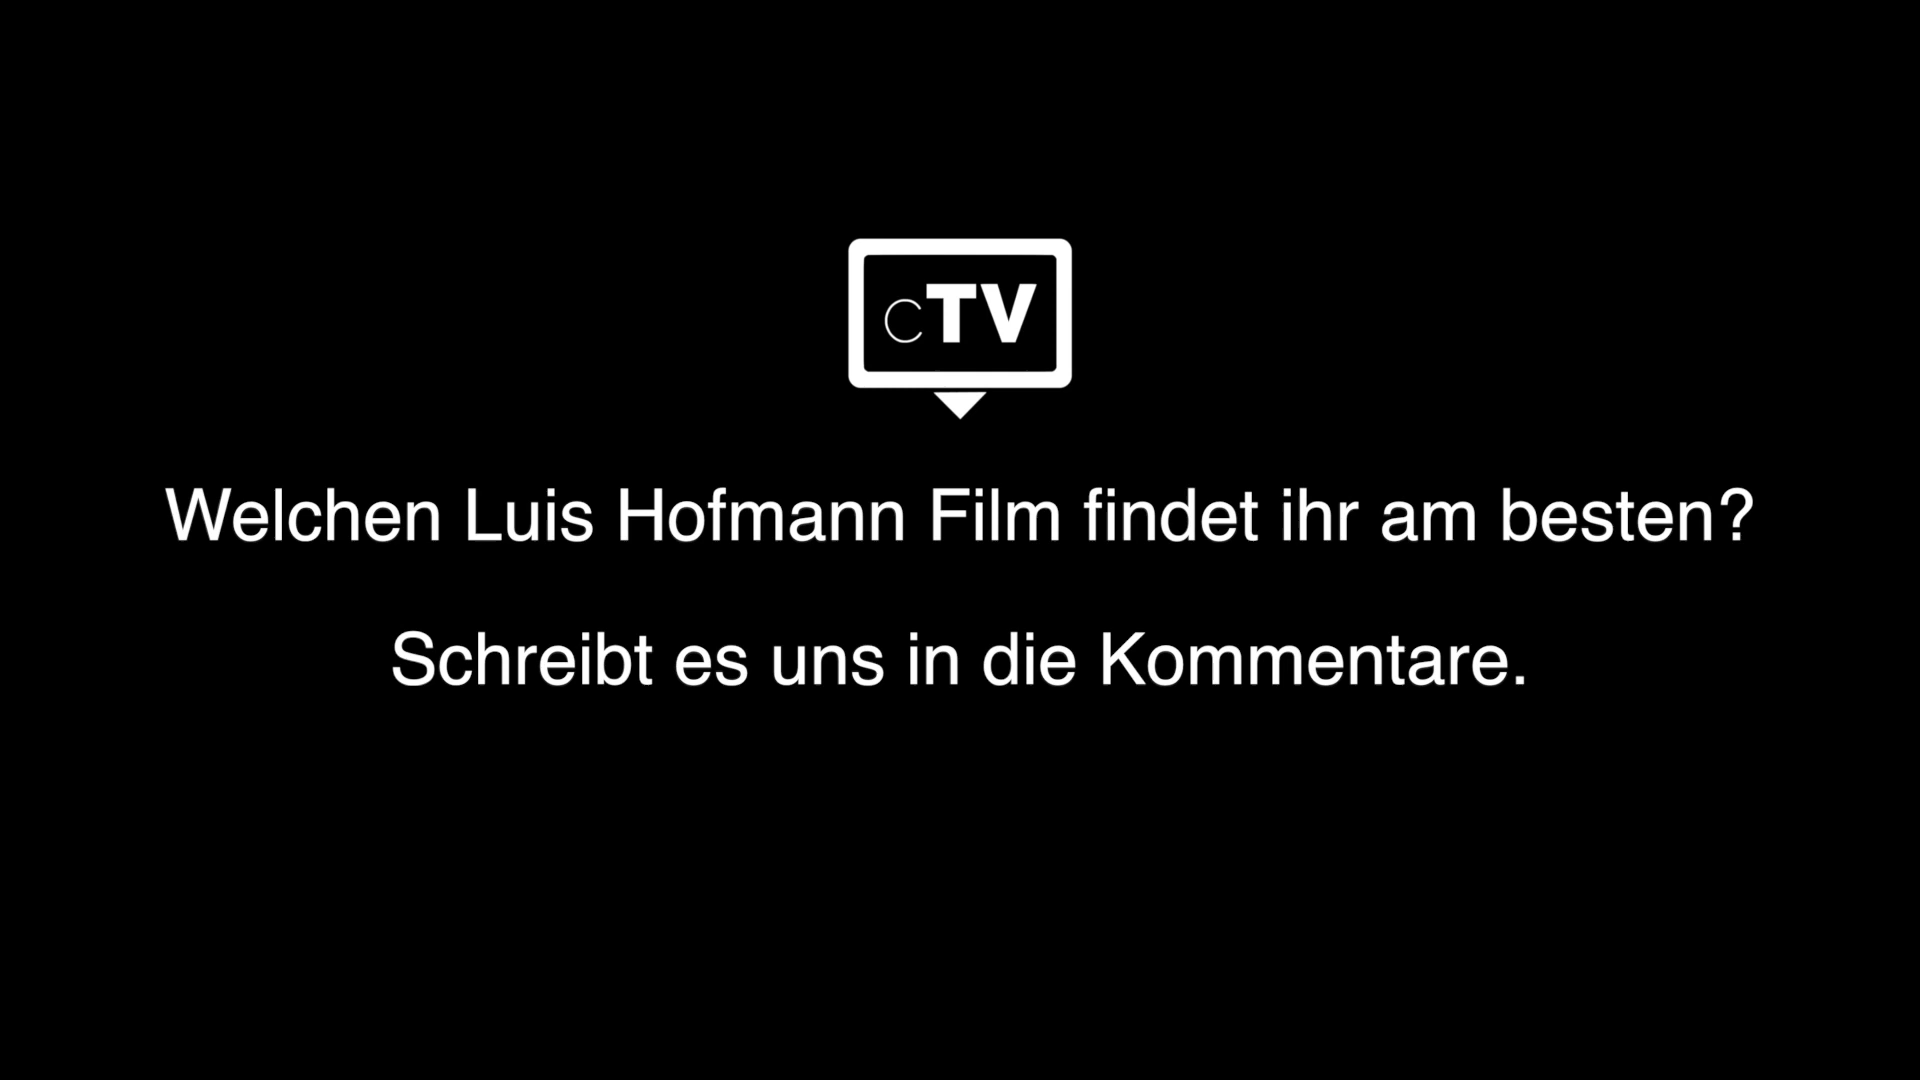 cTV
Welchen Luis Hofmann Film findet ihr am besten?
Schreibt es uns in die Kommentare.